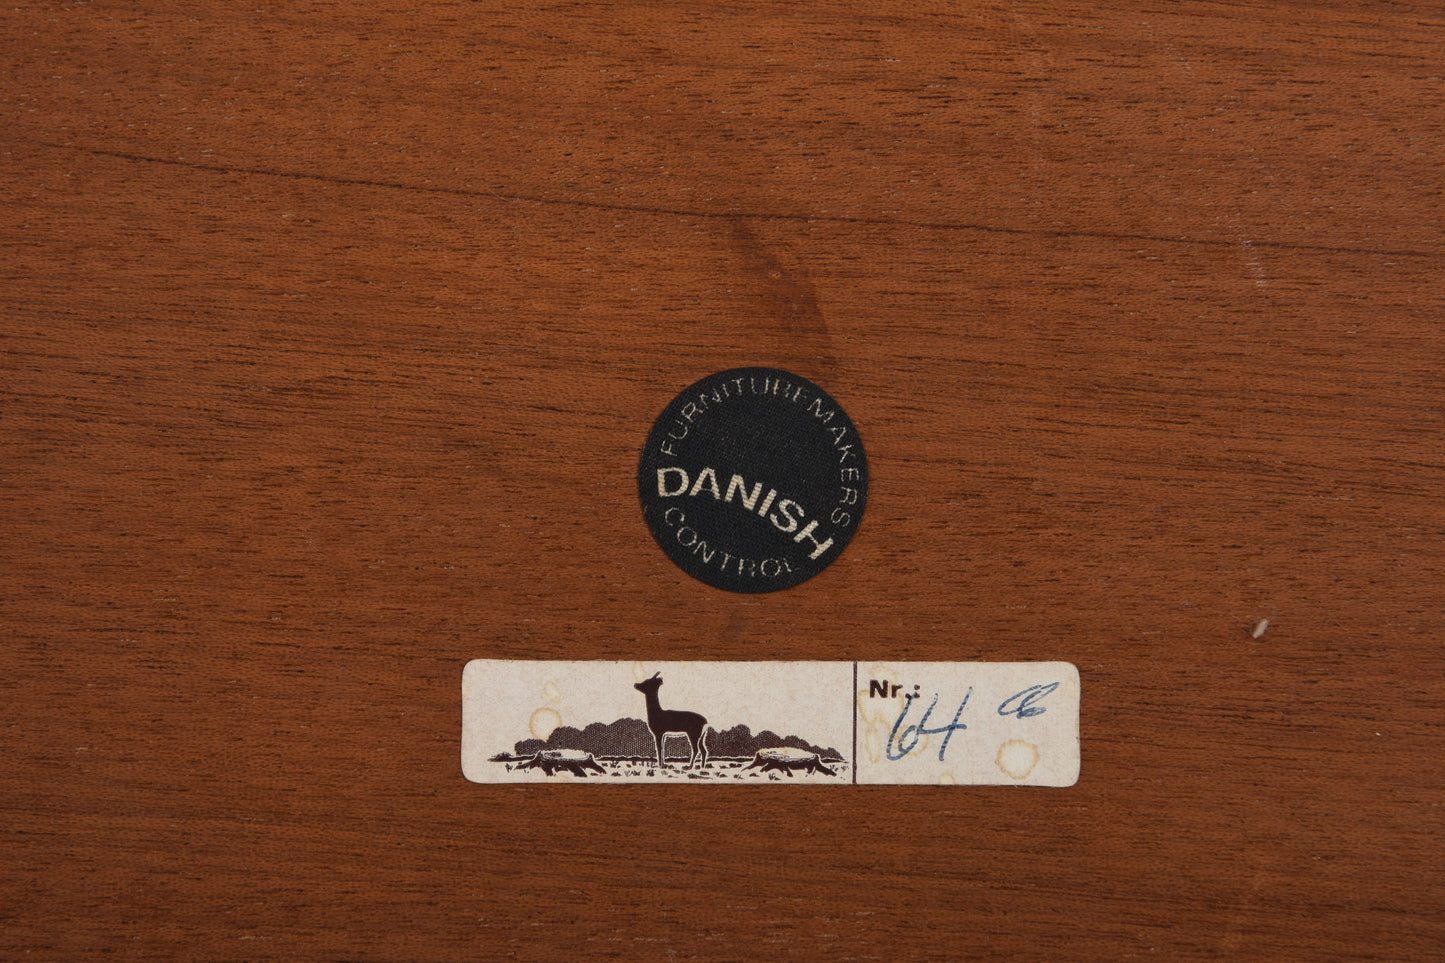 FURNITUREMAKERS
DANISH
CONTROL
Nr.: 64